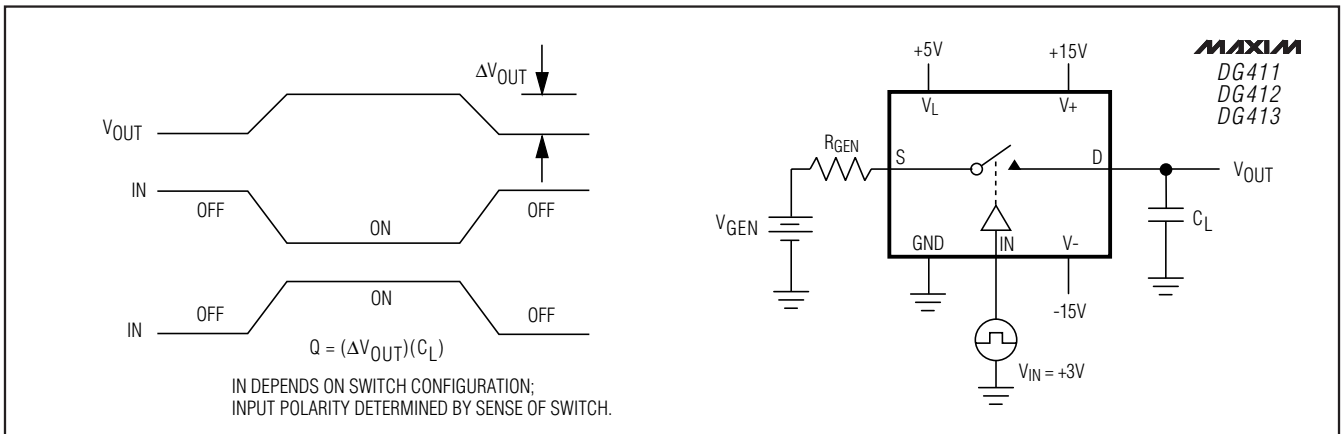 ΔVOUT
VOUT
IN
OFF
ON
OFF
IN
OFF
ON
OFF
Q = (ΔVOUT)(CL)
IN DEPENDS ON SWITCH CONFIGURATION;
INPUT POLARITY DETERMINED BY SENSE OF SWITCH.
MAXIM
DG411
DG412
DG413
+5V
+15V
VL
V+
RGEN
S
D
VOUT
VGEN
CL
GND
IN
V-
-15V
VIN = +3V